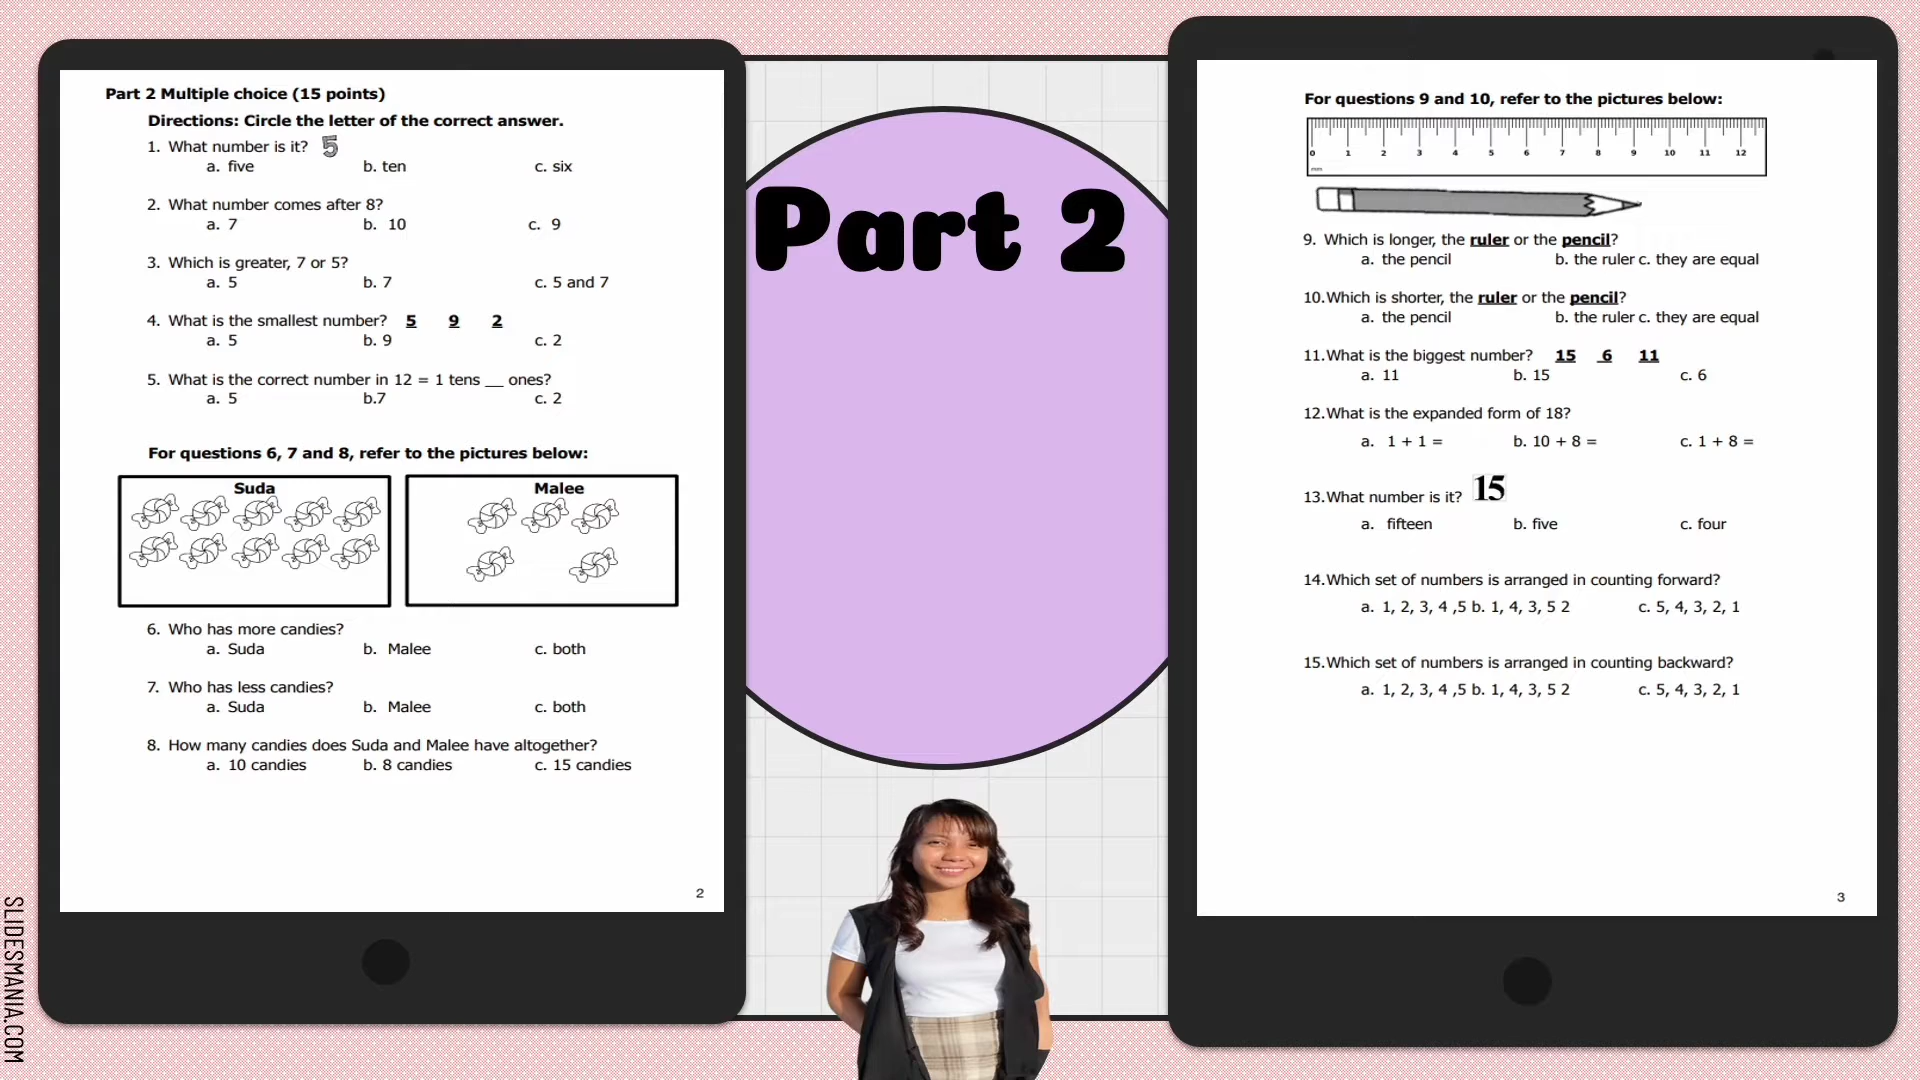 Part 2 Multiple choice (15 points)
Directions: Circle the letter of the correct answer.
1. What number is it? 5
a. five b. ten c. six
2. What number comes after 8?
a. 7 b. 10 c. 9
3. Which is greater, 7 or 5?
a. 5 b. 7 c. 5 and 7
4. What is the smallest number? 5 9 2
a. 5 b. 9 c. 2
5. What is the correct number in 12 = 1 tens __ ones?
a. 5 b.7 c. 2
For questions 6, 7 and 8, refer to the pictures below:
Suda Malee
6. Who has more candies?
a. Suda b. Malee c. both
7. Who has less candies?
a. Suda b. Malee c. both
8. How many candies does Suda and Malee have altogether?
a. 10 candies b. 8 candies c. 15 candies
2
Part 2
For questions 9 and 10, refer to the pictures below:
0 1 2 3 4 5 6 7 8 9 10 11 12
mm
9. Which is longer, the ruler or the pencil?
a. the pencil b. the ruler c. they are equal
10.Which is shorter, the ruler or the pencil?
a. the pencil b. the ruler c. they are equal
11.What is the biggest number? 15 6 11
a. 11 b. 15 c. 6
12.What is the expanded form of 18?
a. 1 + 1 = b. 10 + 8 = c. 1 + 8 =
13.What number is it? 15
a. fifteen b. five c. four
14.Which set of numbers is arranged in counting forward?
a. 1, 2, 3, 4 ,5 b. 1, 4, 3, 5 2 c. 5, 4, 3, 2, 1
15.Which set of numbers is arranged in counting backward?
a. 1, 2, 3, 4 ,5 b. 1, 4, 3, 5 2 c. 5, 4, 3, 2, 1
3
SLIDESMANIA.COM